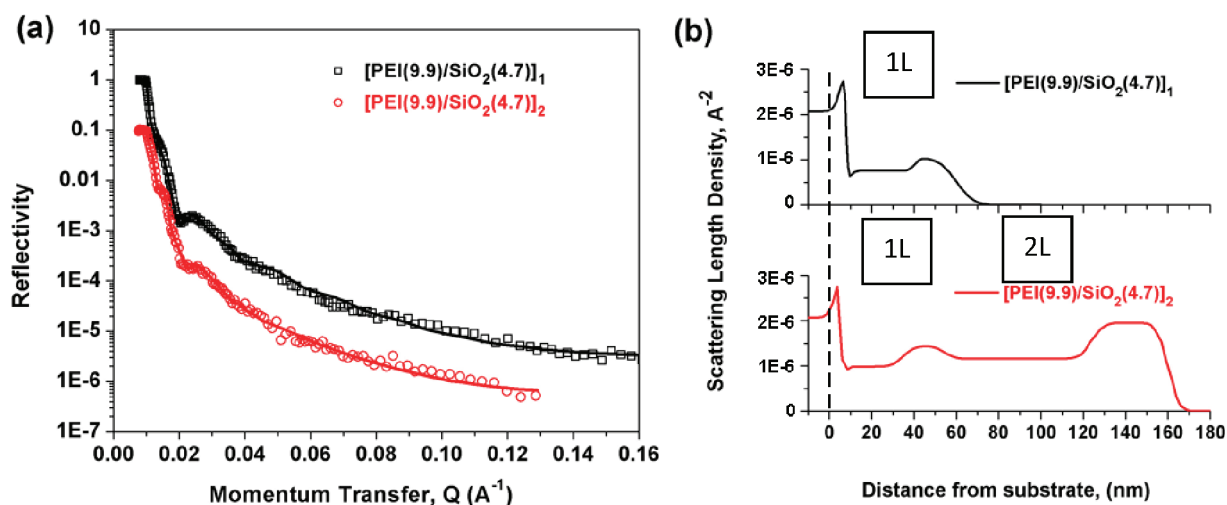 (a)
10
1
0.1
0.01
1E-3
1E-4
1E-5
1E-6
1E-7
Reflectivity
[PEI(9.9)/SiO₂(4.7)]₁
[PEI(9.9)/SiO₂(4.7)]₂
0.00 0.02 0.04 0.06 0.08 0.10 0.12 0.14 0.16
Momentum Transfer, Q (A⁻¹)
(b)
Scattering Length Density, A⁻²
1L
[PEI(9.9)/SiO₂(4.7)]₁
3E-6
2E-6
1E-6
0
1L 2L
[PEI(9.9)/SiO₂(4.7)]₂
3E-6
2E-6
1E-6
0
0 20 40 60 80 100 120 140 160 180
Distance from substrate, (nm)